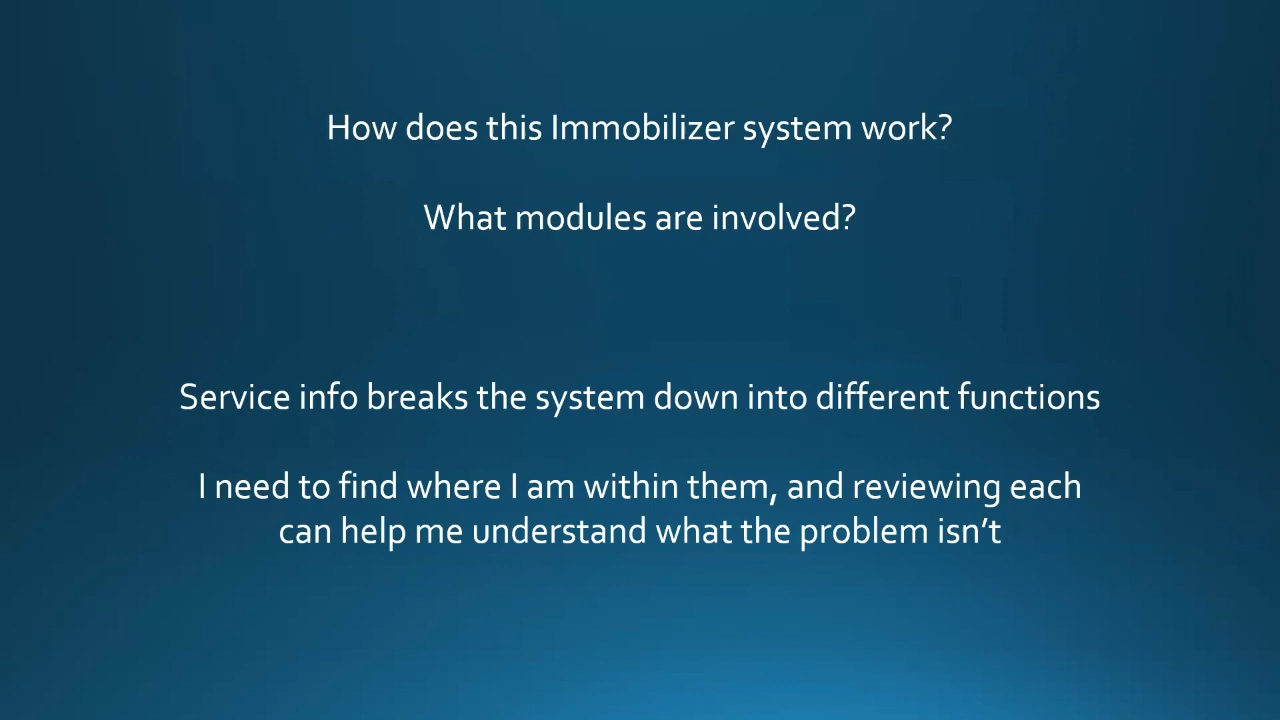 How does this Immobilizer system work?
What modules are involved?
Service info breaks the system down into different functions
I need to find where I am within them, and reviewing each
can help me understand what the problem isn’t